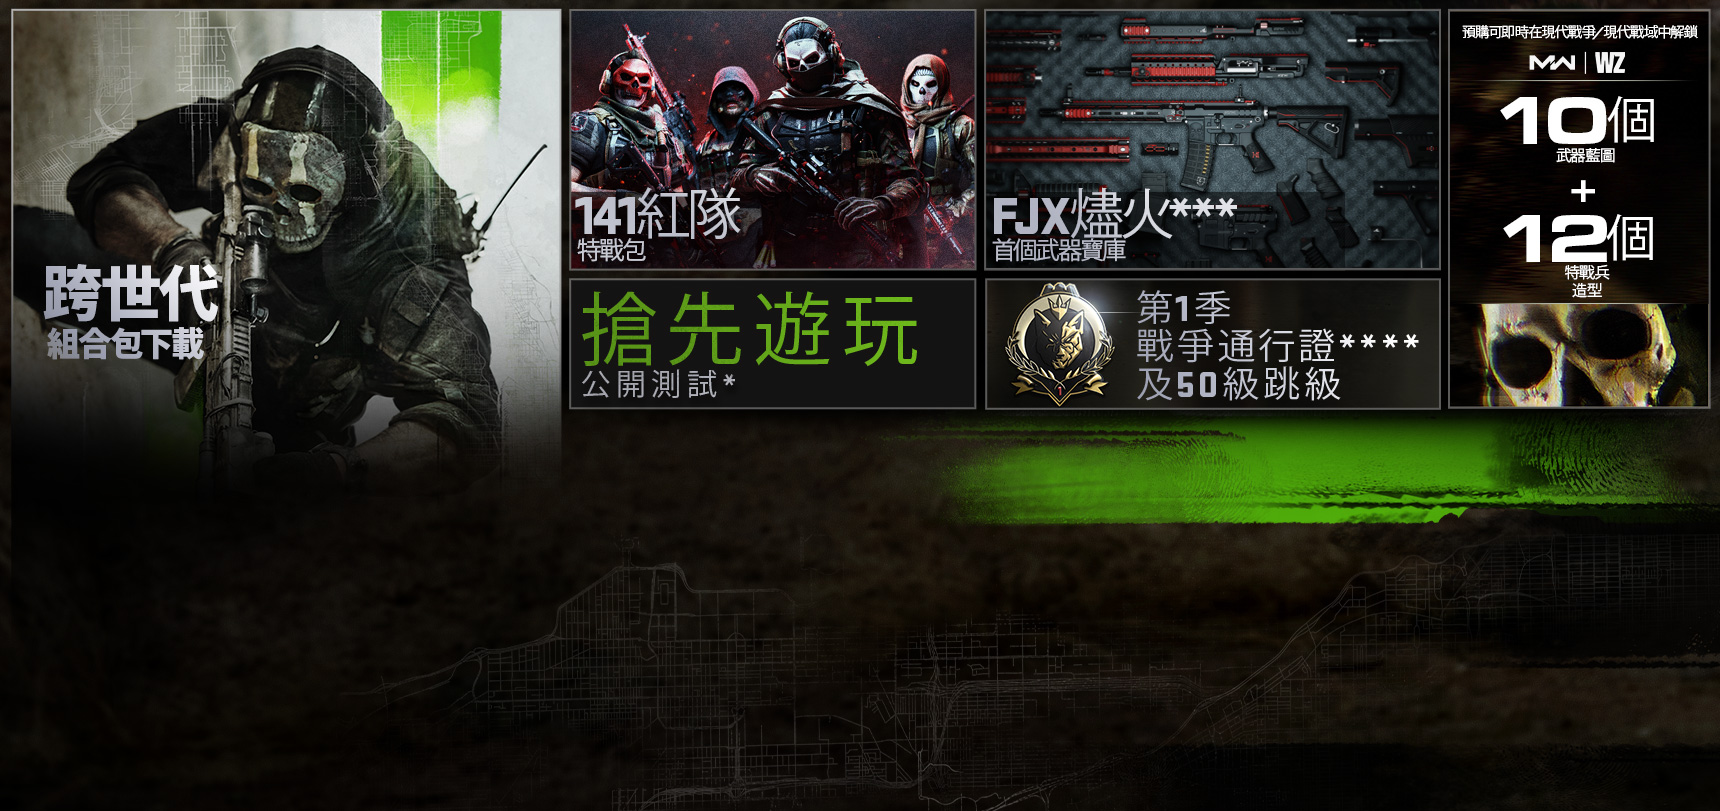 跨世代
組合包下載
141紅隊
特戰包
FJX燼火***
首個武器寶庫
搶先遊玩
公開測試*
第1季
戰爭通行證****
及50級跳級
預購可即時在現代戰爭/現代戰域中解鎖
MW | WZ
10個
武器藍圖
+
12個
特戰兵
造型